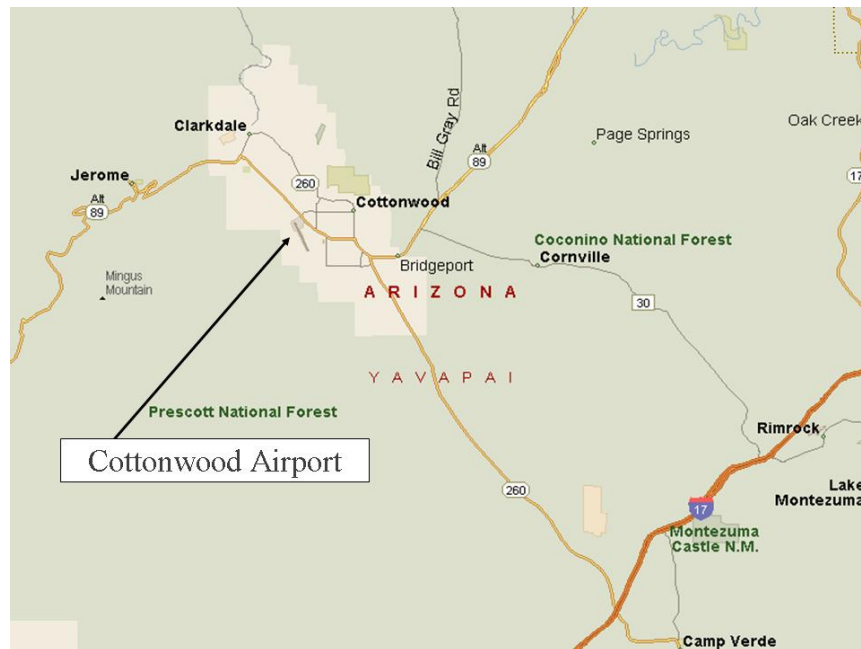 Clarkdale
Bill Gray Rd
Alt
89
Page Springs
Oak Creek
17
Jerome
Alt
89
260
Cottonwood
Coconino National Forest
Cornville
Bridgeport
Mingus
Mountain
A R I Z O N A
30
Y A V A P A I
Prescott National Forest
Rimrock
Cottonwood Airport
260
17
Lake
Montezuma
Montezuma
Castle N.M.
Camp Verde